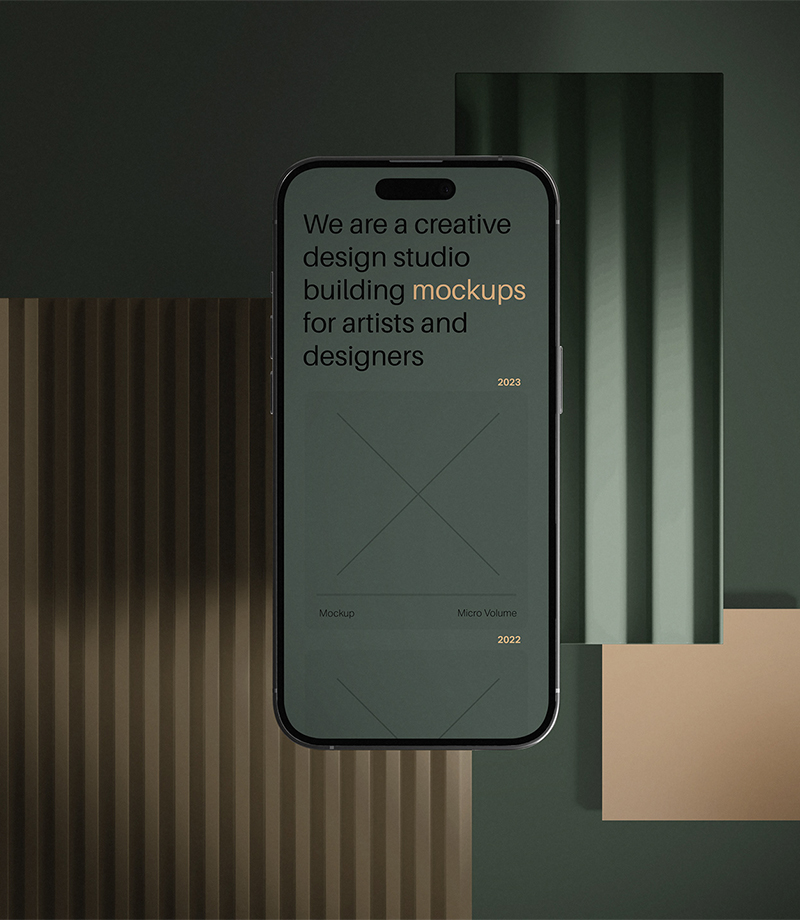 We are a creative
design studio
building mockups
for artists and
designers
2023
Mockup Micro Volume
2022